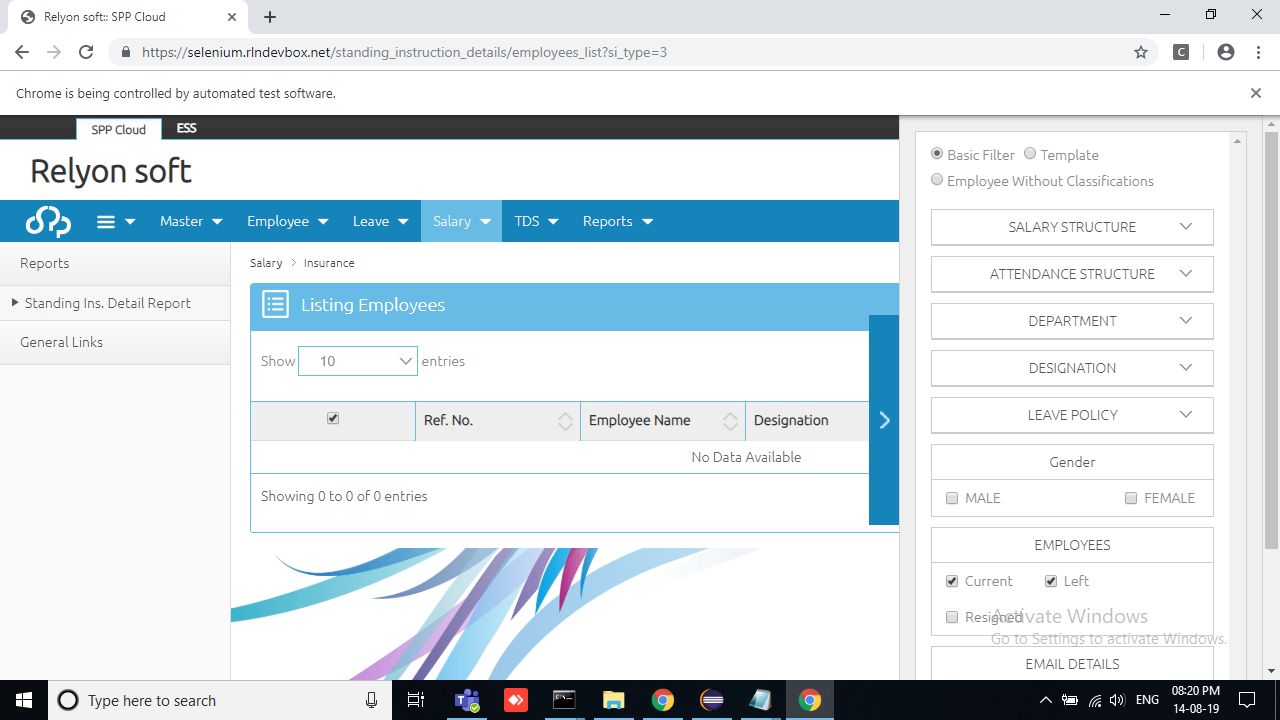 Relyon soft:: SPP Cloud
https://selenium.rlndevbox.net/standing_instruction_details/employees_list?si_type=3
C
Chrome is being controlled by automated test software.
SPP Cloud ESS
Relyon soft
Master Employee Leave Salary TDS Reports
Reports
Standing Ins. Detail Report
General Links
Salary > Insurance
Listing Employees
Show 10 entries
Ref. No. Employee Name Designation
No Data Available
Showing 0 to 0 of 0 entries
Basic Filter Template
Employee Without Classifications
SALARY STRUCTURE
ATTENDANCE STRUCTURE
DEPARTMENT
DESIGNATION
LEAVE POLICY
Gender
MALE FEMALE
EMPLOYEES
Current Left
Resigned
Activate Windows
Go to Settings to activate Windows.
EMAIL DETAILS
Type here to search
ENG
08:20 PM
14-08-19